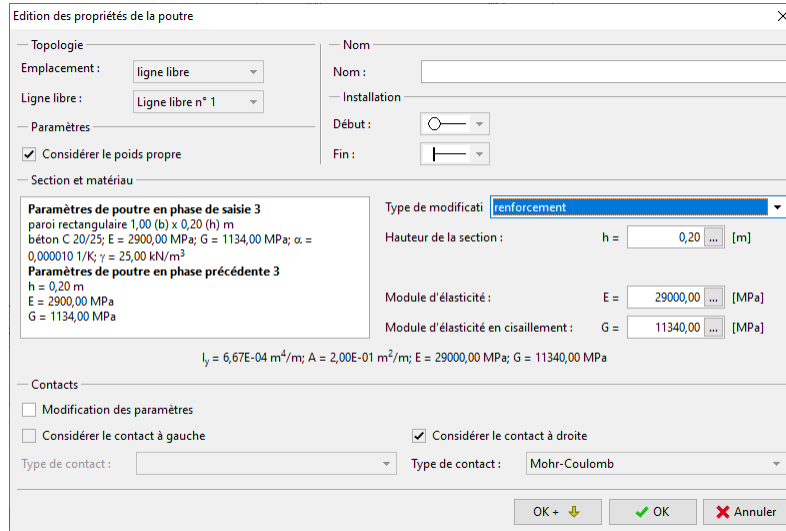 Edition des propriétés de la poutre
Topologie
Emplacement : ligne libre
Ligne libre : Ligne libre n° 1
Paramètres
Considérer le poids propre
Nom
Nom :
Installation
Début :
Fin :
Section et matériau
Paramètres de poutre en phase de saisie 3
paroi rectangulaire 1,00 (b) x 0,20 (h) m
béton C 20/25; E = 2900,00 MPa; G = 1134,00 MPa; α =
0,000010 1/K; γ = 25,00 kN/m³
Paramètres de poutre en phase précédente 3
h = 0,20 m
E = 2900,00 MPa
G = 1134,00 MPa
Type de modificati renforcement
Hauteur de la section : h = 0,20 ... [m]
Module d'élasticité : E = 29000,00 ... [MPa]
Module d'élasticité en cisaillement : G = 11340,00 ... [MPa]
Iy = 6,67E-04 m⁴/m; A = 2,00E-01 m²/m; E = 29000,00 MPa; G = 11340,00 MPa
Contacts
Modification des paramètres
Considérer le contact à gauche
Considérer le contact à droite
Type de contact :
Type de contact : Mohr-Coulomb
OK +
OK
Annuler